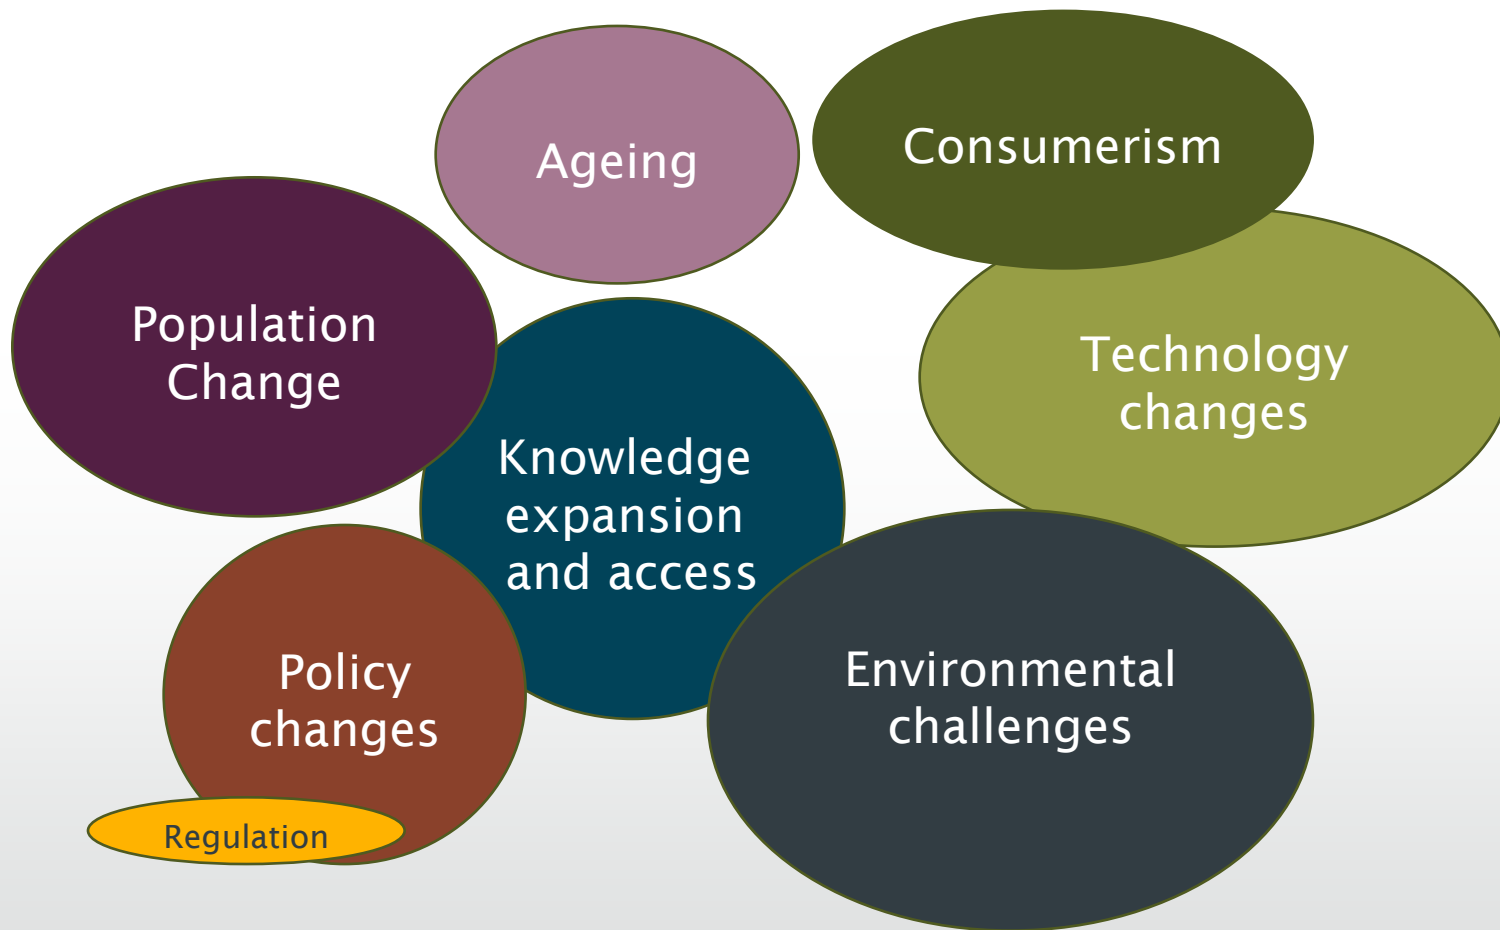 Ageing
Consumerism
Population
Change
Technology
changes
Knowledge
expansion
and access
Policy
changes
Environmental
challenges
Regulation